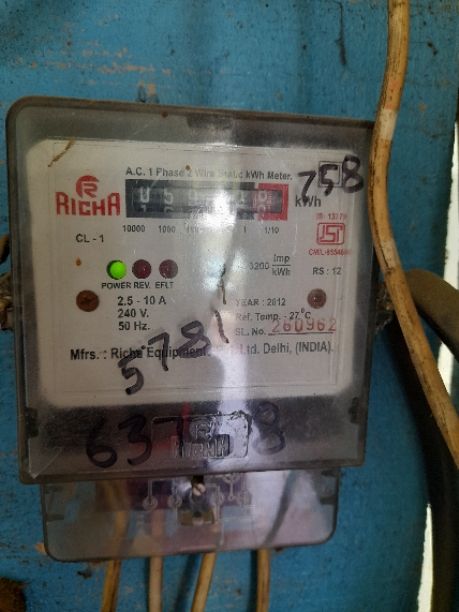 A.C. 1 Phase 2 Wire Static kWh Meter.
RICHA
758
kWh
10000 1000 1 1/10
CL - 1
3200 Imp/kWh
RS : 12
POWER REV. EFLT
2.5 - 10 A
240 V.
50 Hz.
YEAR : 2012
Ref. Temp. - 27°C
SL. No. 260962
Mfrs. : Richa Equipment Ltd. Delhi, (INDIA).
5781